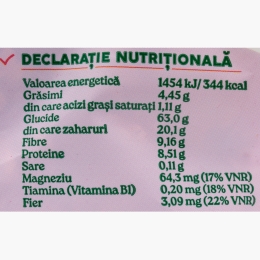 DECLARAȚIE NUTRIȚIONALĂ
Valoarea energetică 1454 kJ/344 kcal
Grăsimi 4,45 g
din care acizi grași saturați 1,11 g
Glucide 63,0 g
din care zaharuri 20,1 g
Fibre 9,16 g
Proteine 8,51 g
Sare 0,11 g
Magneziu 64,3 mg (17% VNR)
Tiamina (Vitamina B1) 0,20 mg (18% VNR)
Fier 3,09 mg (22% VNR)